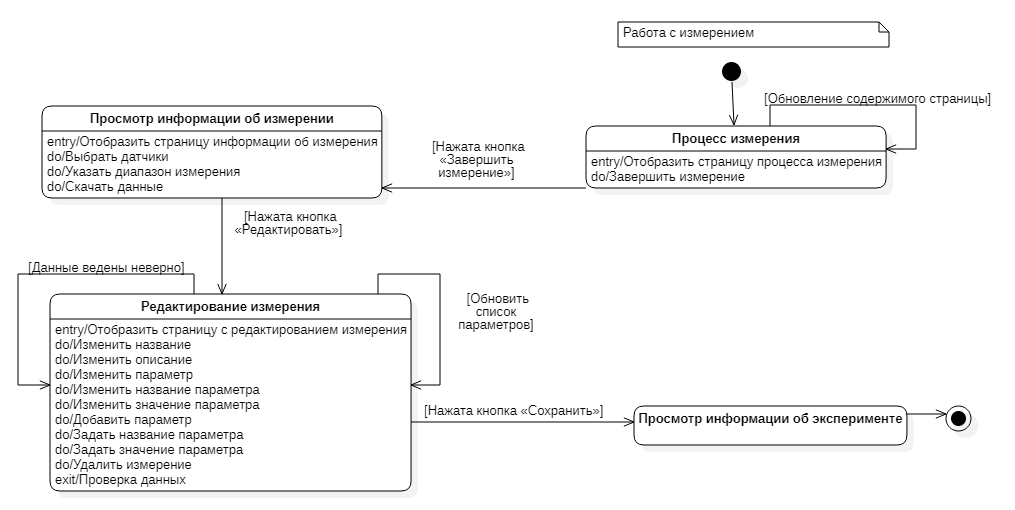 Работа с измерением
[Обновление содержимого страницы]
Процесс измерения
entry/Отобразить страницу процесса измерения
do/Завершить измерение
[Нажата кнопка
«Завершить
измерение»]
Просмотр информации об измерении
entry/Отобразить страницу информации об измерения
do/Выбрать датчики
do/Указать диапазон измерения
do/Скачать данные
[Нажата кнопка
«Редактировать»]
[Данные ведены неверно]
[Обновить
список
параметров]
Редактирование измерения
entry/Отобразить страницу с редактированием измерения
do/Изменить название
do/Изменить описание
do/Изменить параметр
do/Изменить название параметра
do/Изменить значение параметра
do/Добавить параметр
do/Задать название параметра
do/Задать значение параметра
do/Удалить измерение
exit/Проверка данных
[Нажата кнопка «Сохранить»]
Просмотр информации об эксперименте